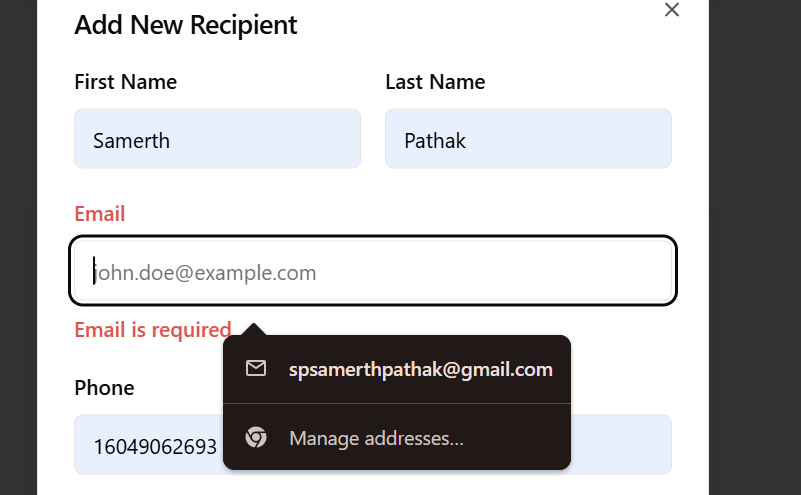 Add New Recipient
First Name
Last Name
Samerth
Pathak
Email
john.doe@example.com
Email is required
spsamerthpathak@gmail.com
Phone
Manage addresses...
16049062693